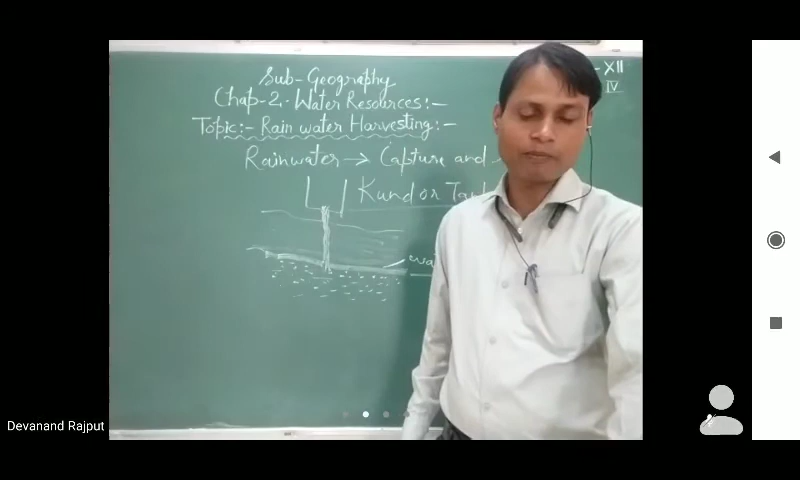 Sub- Geography
- XII
Chap-2.- Water Resources:-
IV
Topic:- Rain water Harvesting:-
Rainwater → Capture and
Kund or
Devanand Rajput